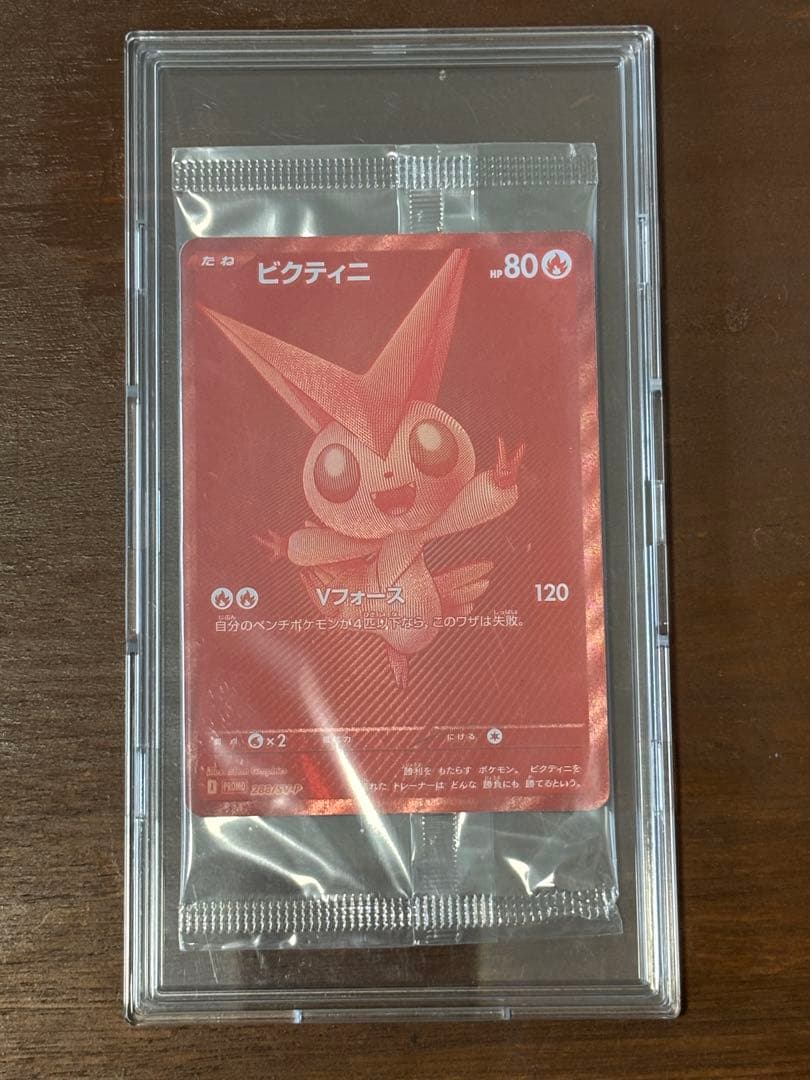 たね ビクティニ HP80
Vフォース 120
自分のベンチポケモンが4匹以下なら、このワザは失敗。
×2 にげる
勝利を もたらす ポケモン。 ビクティニを
れた トレーナーは どんな 勝負にも 勝てるという。
PROMO 288/SV-P